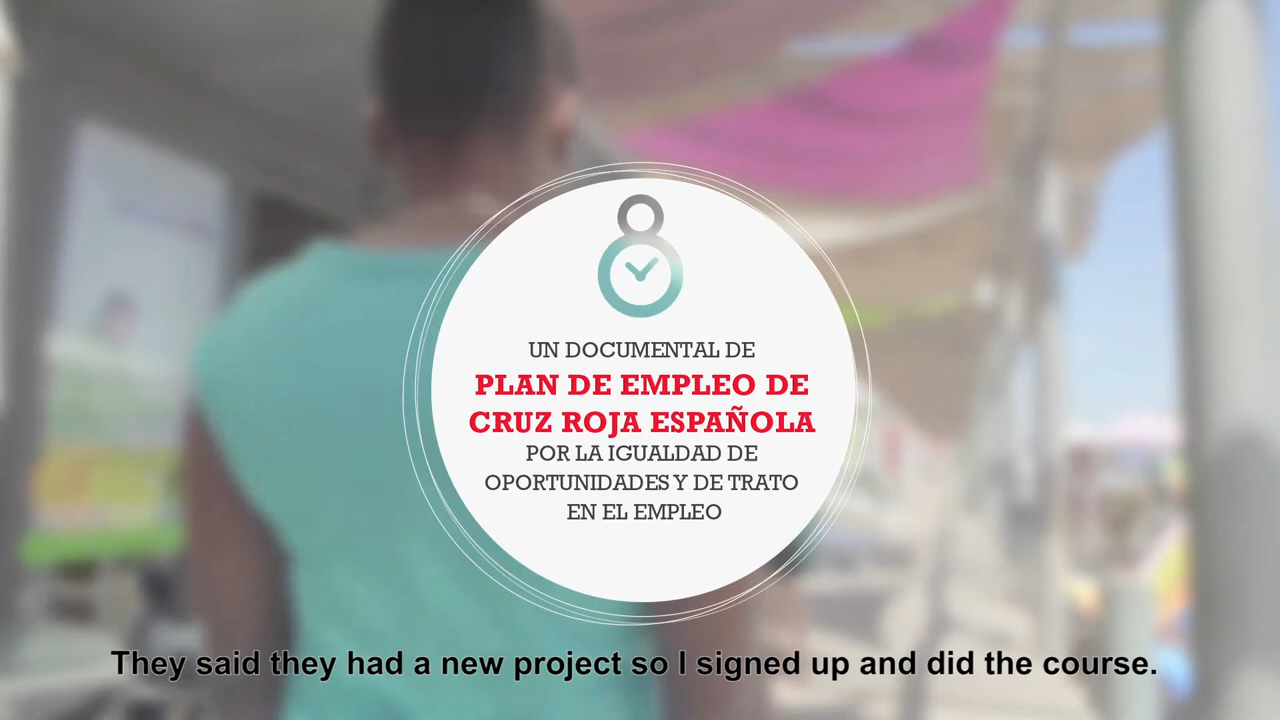 UN DOCUMENTAL DE
PLAN DE EMPLEO DE
CRUZ ROJA ESPAÑOLA
POR LA IGUALDAD DE
OPORTUNIDADES Y DE TRATO
EN EL EMPLEO
They said they had a new project so I signed up and did the course.